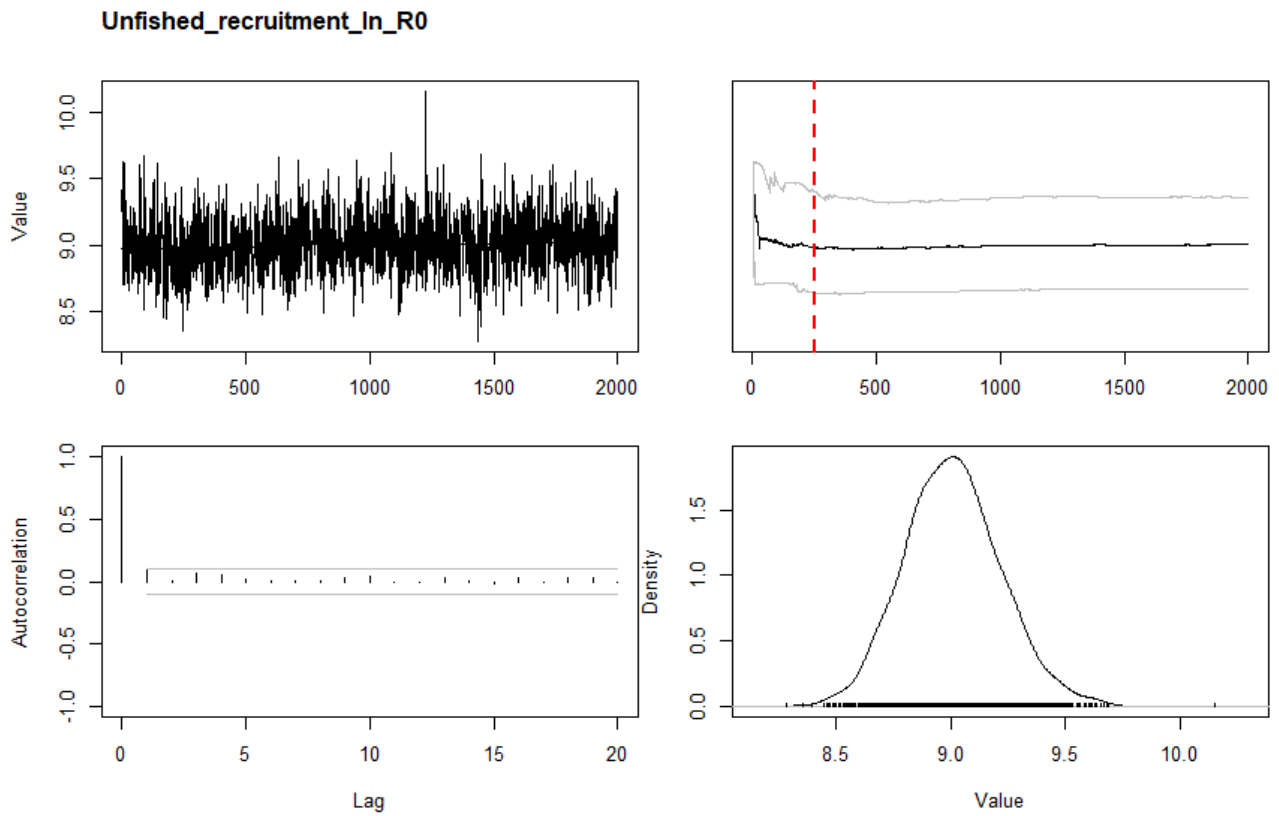 Unfished_recruitment_ln_R0
Value
10.0
9.5
9.0
8.5
0 500 1000 1500 2000
0 500 1000 1500 2000
Autocorrelation
1.0
0.5
0.0
-0.5
-1.0
0 5 10 15 20
Lag
Density
1.5
1.0
0.5
0.0
8.5 9.0 9.5 10.0
Value